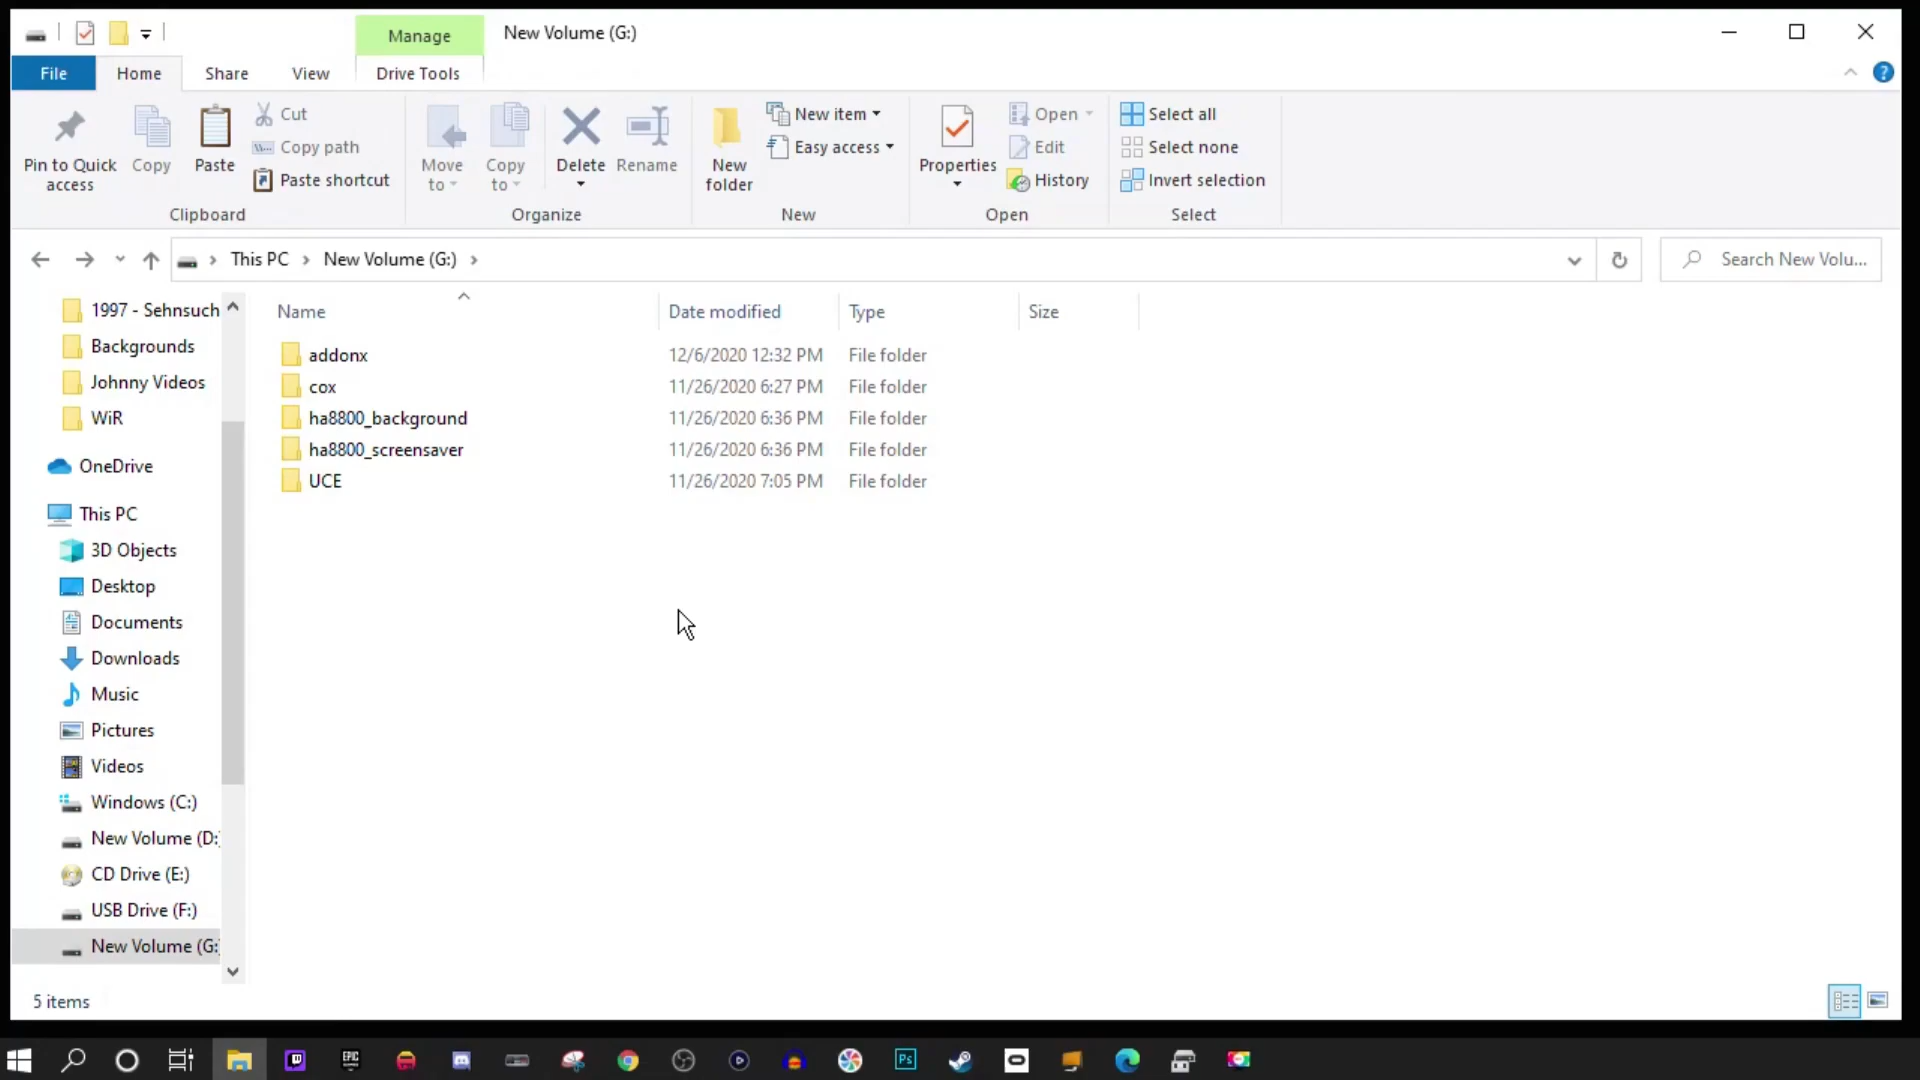 Manage
New Volume (G:)
File
Home
Share
View
Drive Tools
Pin to Quick access
Copy
Paste
Cut
Copy path
Paste shortcut
Clipboard
Move to
Copy to
Delete
Rename
Organize
New folder
New item
Easy access
New
Properties
Open
Edit
History
Open
Select all
Select none
Invert selection
Select
This PC > New Volume (G:) >
Search New Volu...
Name
Date modified
Type
Size
addonx 12/6/2020 12:32 PM File folder
cox 11/26/2020 6:27 PM File folder
ha8800_background 11/26/2020 6:36 PM File folder
ha8800_screensaver 11/26/2020 6:36 PM File folder
UCE 11/26/2020 7:05 PM File folder
1997 - Sehnsuch
Backgrounds
Johnny Videos
WiR
OneDrive
This PC
3D Objects
Desktop
Documents
Downloads
Music
Pictures
Videos
Windows (C:)
New Volume (D:
CD Drive (E:)
USB Drive (F:)
New Volume (G:
5 items
EPIC
Ps